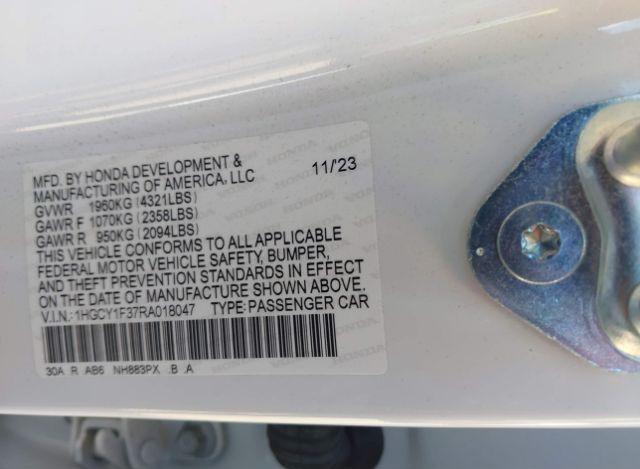 MFD. BY HONDA DEVELOPMENT & 11/23
MANUFACTURING OF AMERICA, LLC
GVWR 1960KG (4321LBS)
GAWR F 1070KG (2358LBS)
GAWR R 950KG (2094LBS)
THIS VEHICLE CONFORMS TO ALL APPLICABLE
FEDERAL MOTOR VEHICLE SAFETY, BUMPER,
AND THEFT PREVENTION STANDARDS IN EFFECT
ON THE DATE OF MANUFACTURE SHOWN ABOVE.
V.I.N.:1HGCY1F37RA018047 TYPE:PASSENGER CAR
30A R AB6 NH883PX .B .A